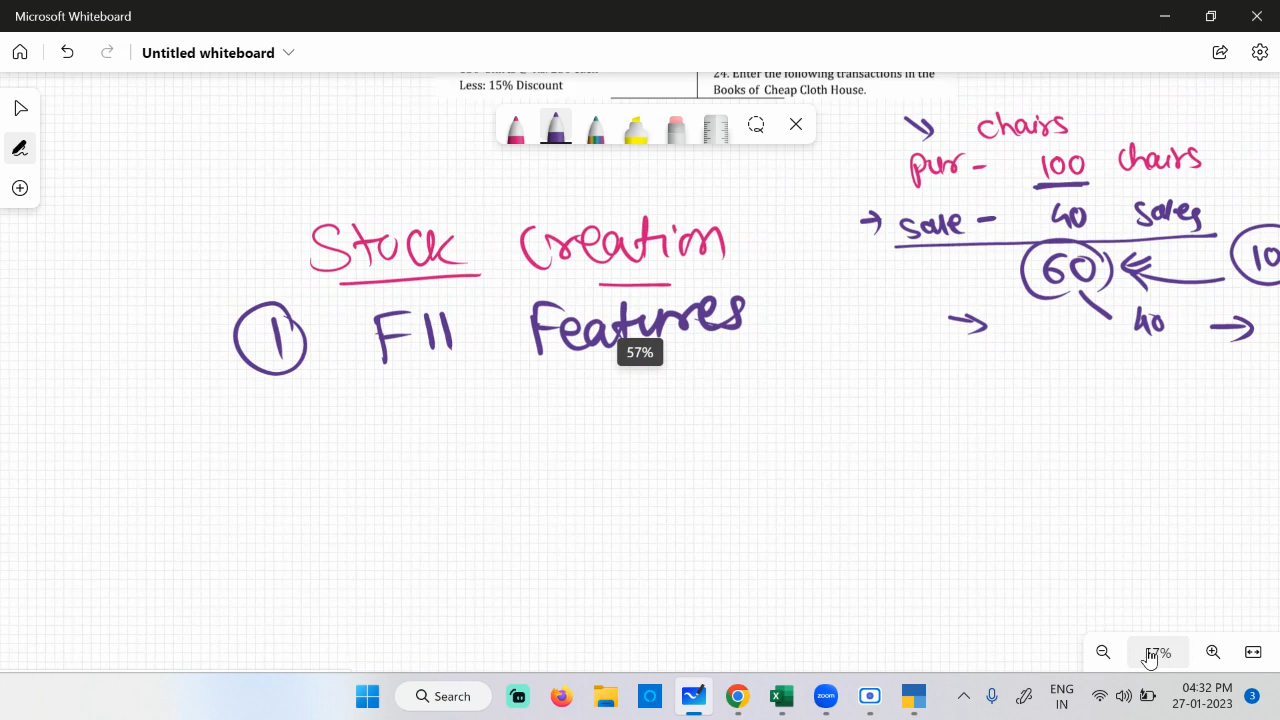 Microsoft Whiteboard
Untitled whiteboard
Less: 15% Discount
24. Enter the following transactions in the
Books of Cheap Cloth House.
chairs
pur - 100 chairs
→ sale - 40 sales
60
10
→ 40 →
Stock Creation
① F11 Features
57%
Search
zoom
ENG
IN
04:32 PM
27-01-2023
3